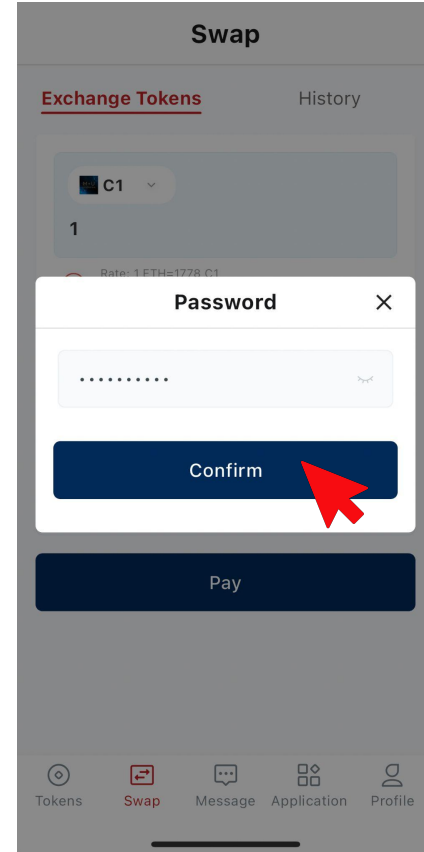 Swap
Exchange Tokens History
C1
1
Rate: 1 ETH=1778 C1
Password
••••••••••
Confirm
Pay
Tokens Swap Message Application Profile